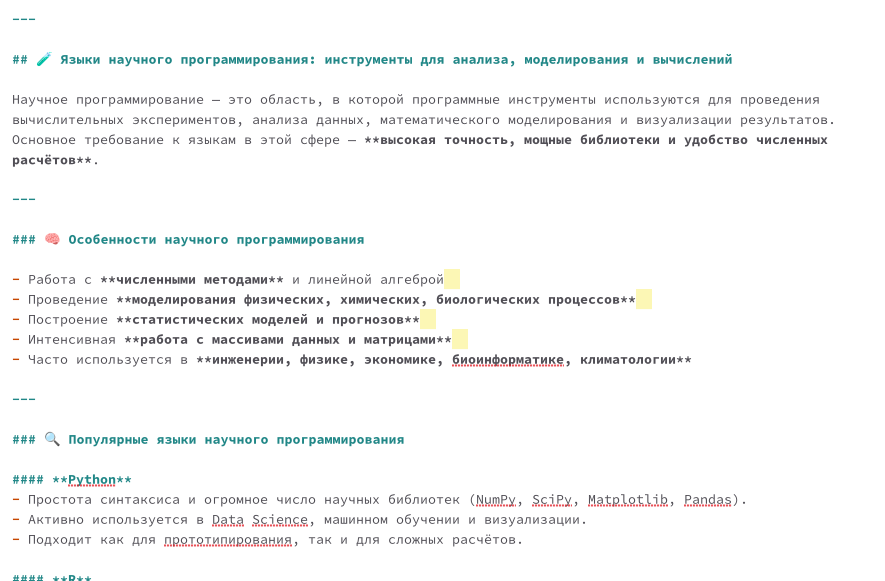 ---
## 🧪 Языки научного программирования: инструменты для анализа, моделирования и вычислений
Научное программирование — это область, в которой программные инструменты используются для проведения
вычислительных экспериментов, анализа данных, математического моделирования и визуализации результатов.
Основное требование к языкам в этой сфере — **высокая точность, мощные библиотеки и удобство численных
расчётов**.
---
### 🧠 Особенности научного программирования
- Работа с **численными методами** и линейной алгеброй
- Проведение **моделирования физических, химических, биологических процессов**
- Построение **статистических моделей и прогнозов**
- Интенсивная **работа с массивами данных и матрицами**
- Часто используется в **инженерии, физике, экономике, биоинформатике, климатологии**
---
### 🔍 Популярные языки научного программирования
#### **Python**
- Простота синтаксиса и огромное число научных библиотек (NumPy, SciPy, Matplotlib, Pandas).
- Активно используется в Data Science, машинном обучении и визуализации.
- Подходит как для прототипирования, так и для сложных расчётов.
#### **R**